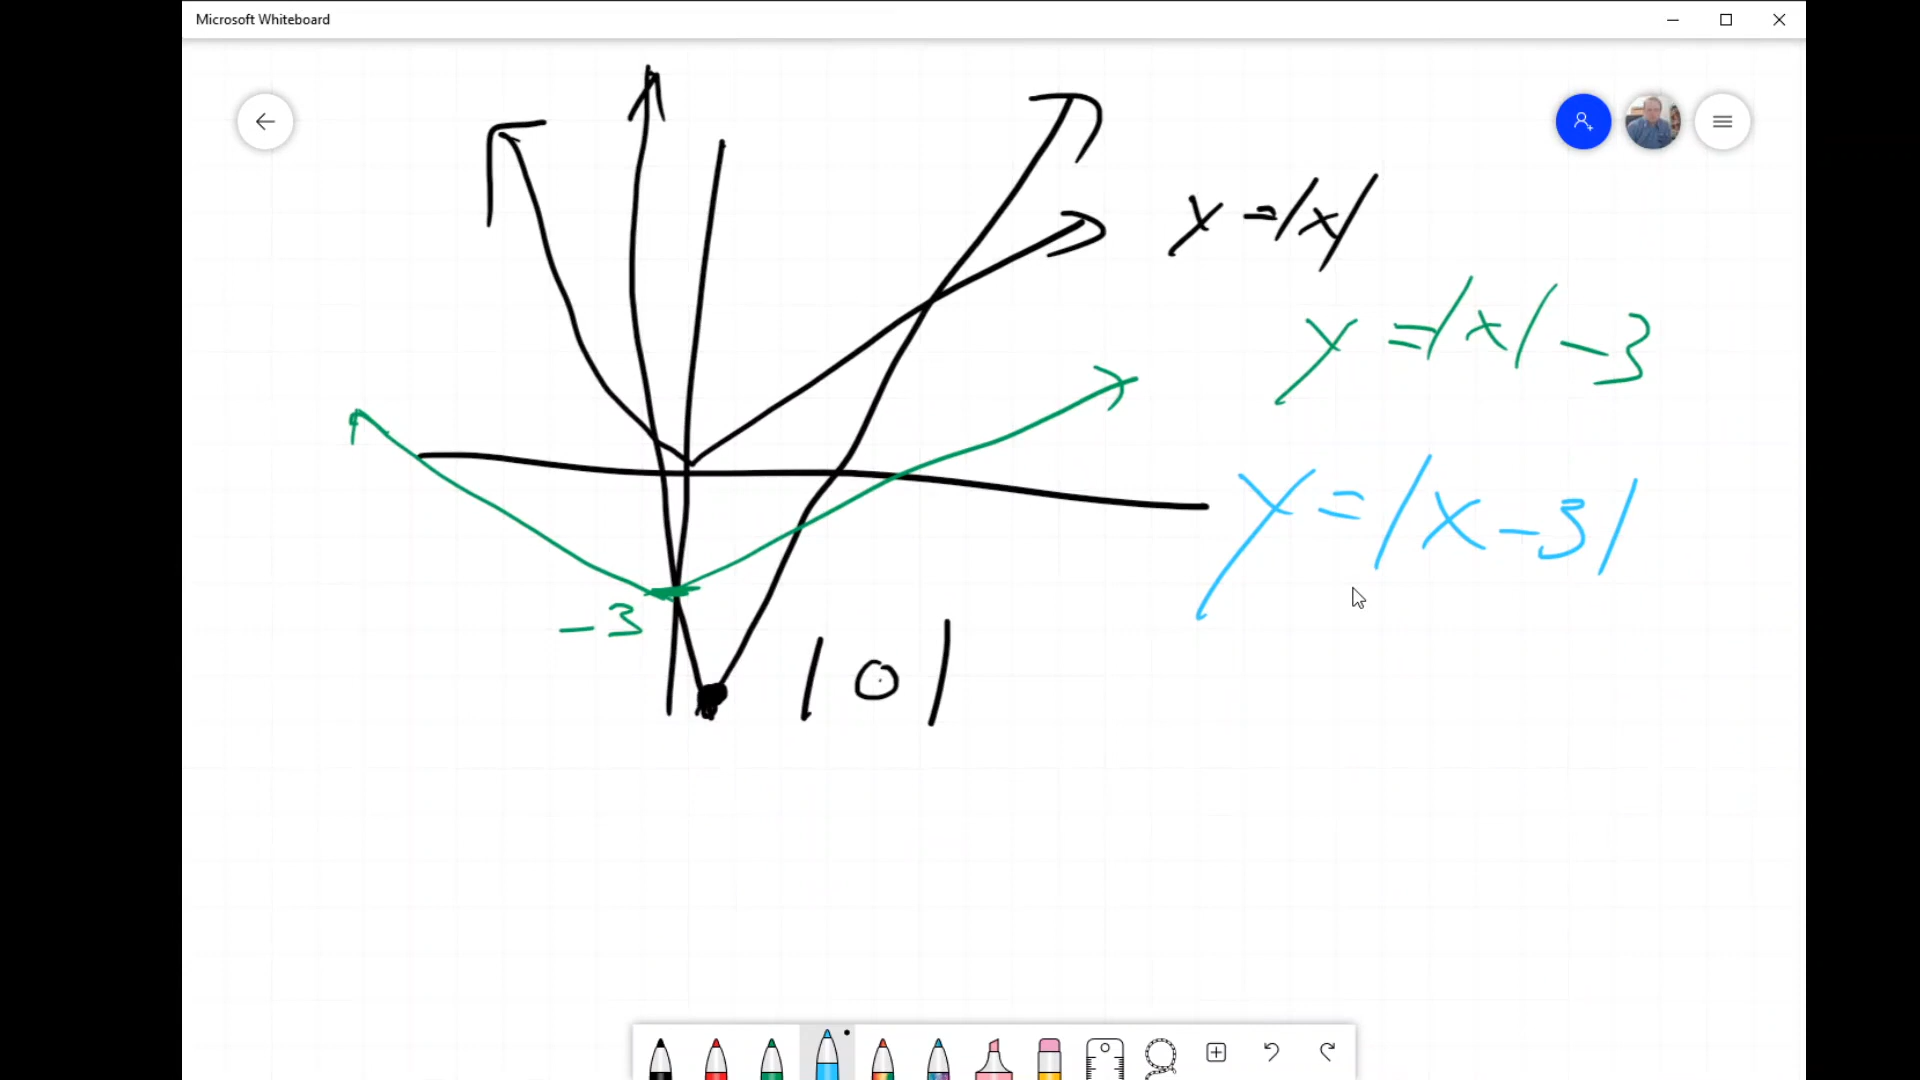 Microsoft Whiteboard
y = |x|
y = |x| - 3
y = |x - 3|
-3
|0|